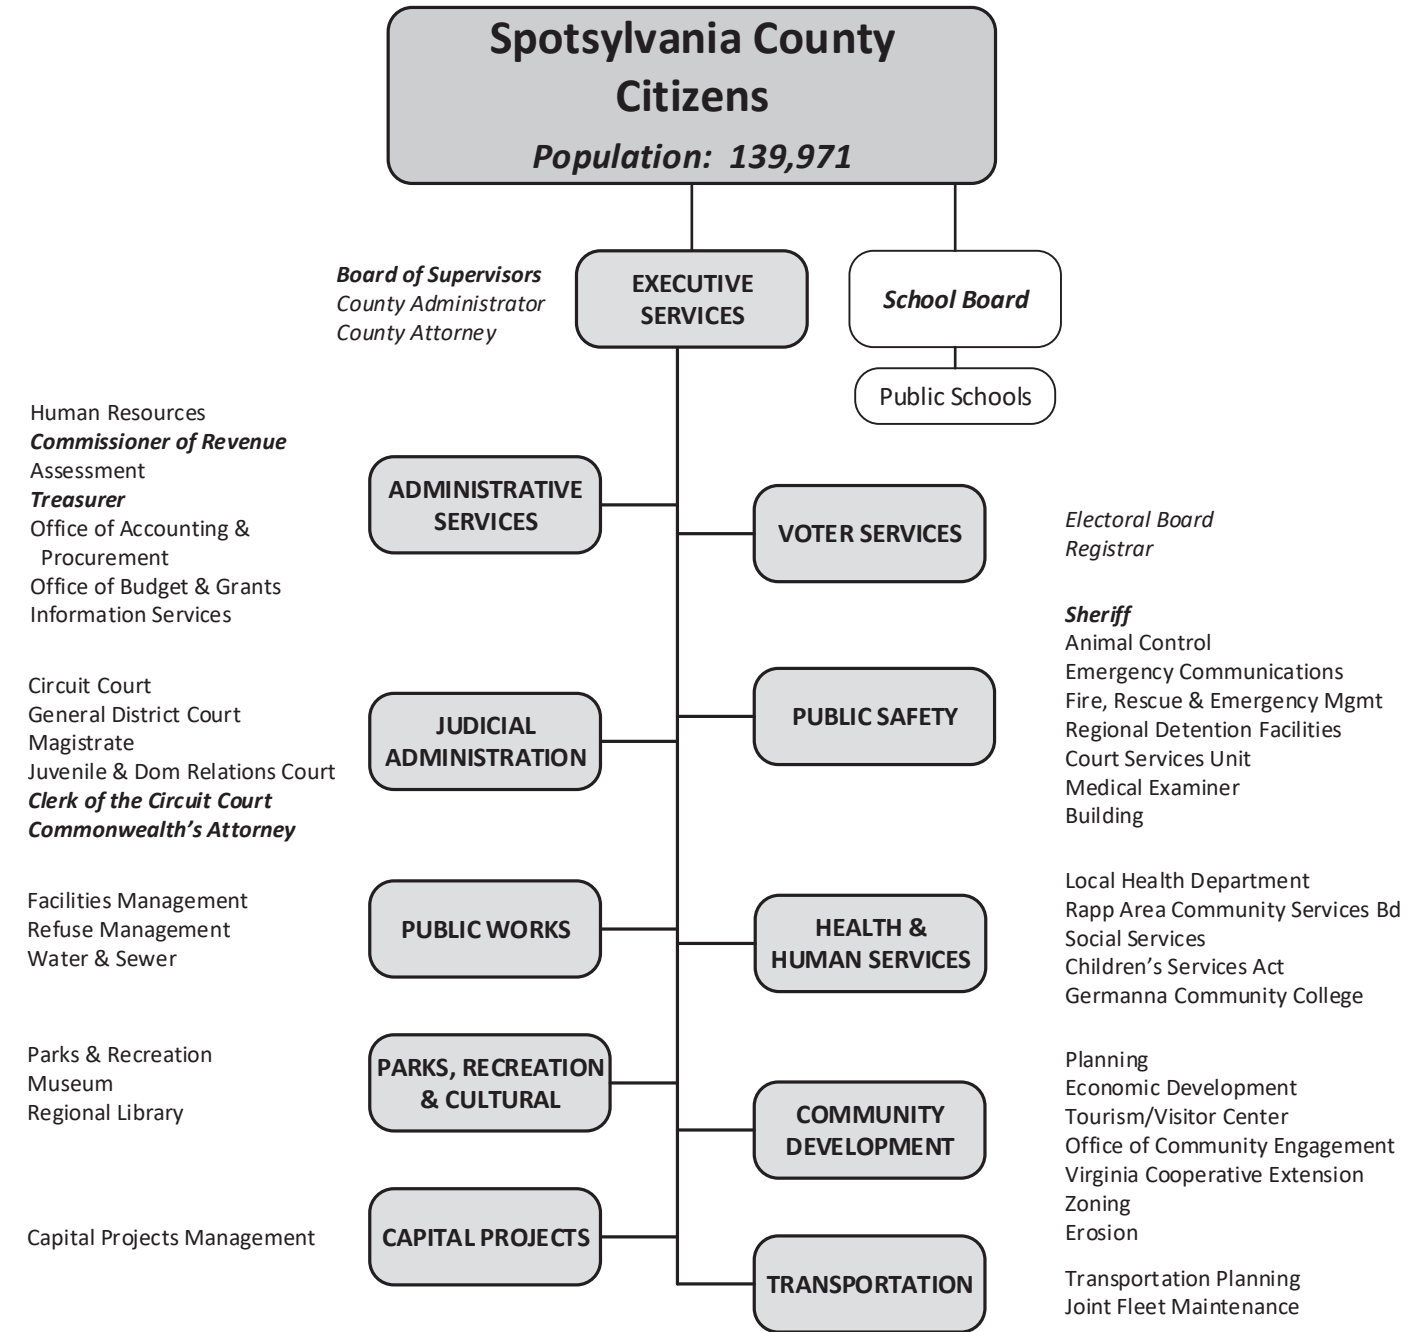 Spotsylvania County
Citizens
Population: 139,971
Board of Supervisors
County Administrator
County Attorney
EXECUTIVE
SERVICES
School Board
Public Schools
Human Resources
Commissioner of Revenue
Assessment
Treasurer
Office of Accounting &
Procurement
Office of Budget & Grants
Information Services
ADMINISTRATIVE
SERVICES
VOTER SERVICES
Electoral Board
Registrar
Circuit Court
General District Court
Magistrate
Juvenile & Dom Relations Court
Clerk of the Circuit Court
Commonwealth’s Attorney
JUDICIAL
ADMINISTRATION
PUBLIC SAFETY
Sheriff
Animal Control
Emergency Communications
Fire, Rescue & Emergency Mgmt
Regional Detention Facilities
Court Services Unit
Medical Examiner
Building
Facilities Management
Refuse Management
Water & Sewer
PUBLIC WORKS
HEALTH &
HUMAN SERVICES
Local Health Department
Rapp Area Community Services Bd
Social Services
Children’s Services Act
Germanna Community College
Parks & Recreation
Museum
Regional Library
PARKS, RECREATION
& CULTURAL
COMMUNITY
DEVELOPMENT
Planning
Economic Development
Tourism/Visitor Center
Office of Community Engagement
Virginia Cooperative Extension
Zoning
Erosion
Capital Projects Management
CAPITAL PROJECTS
TRANSPORTATION
Transportation Planning
Joint Fleet Maintenance